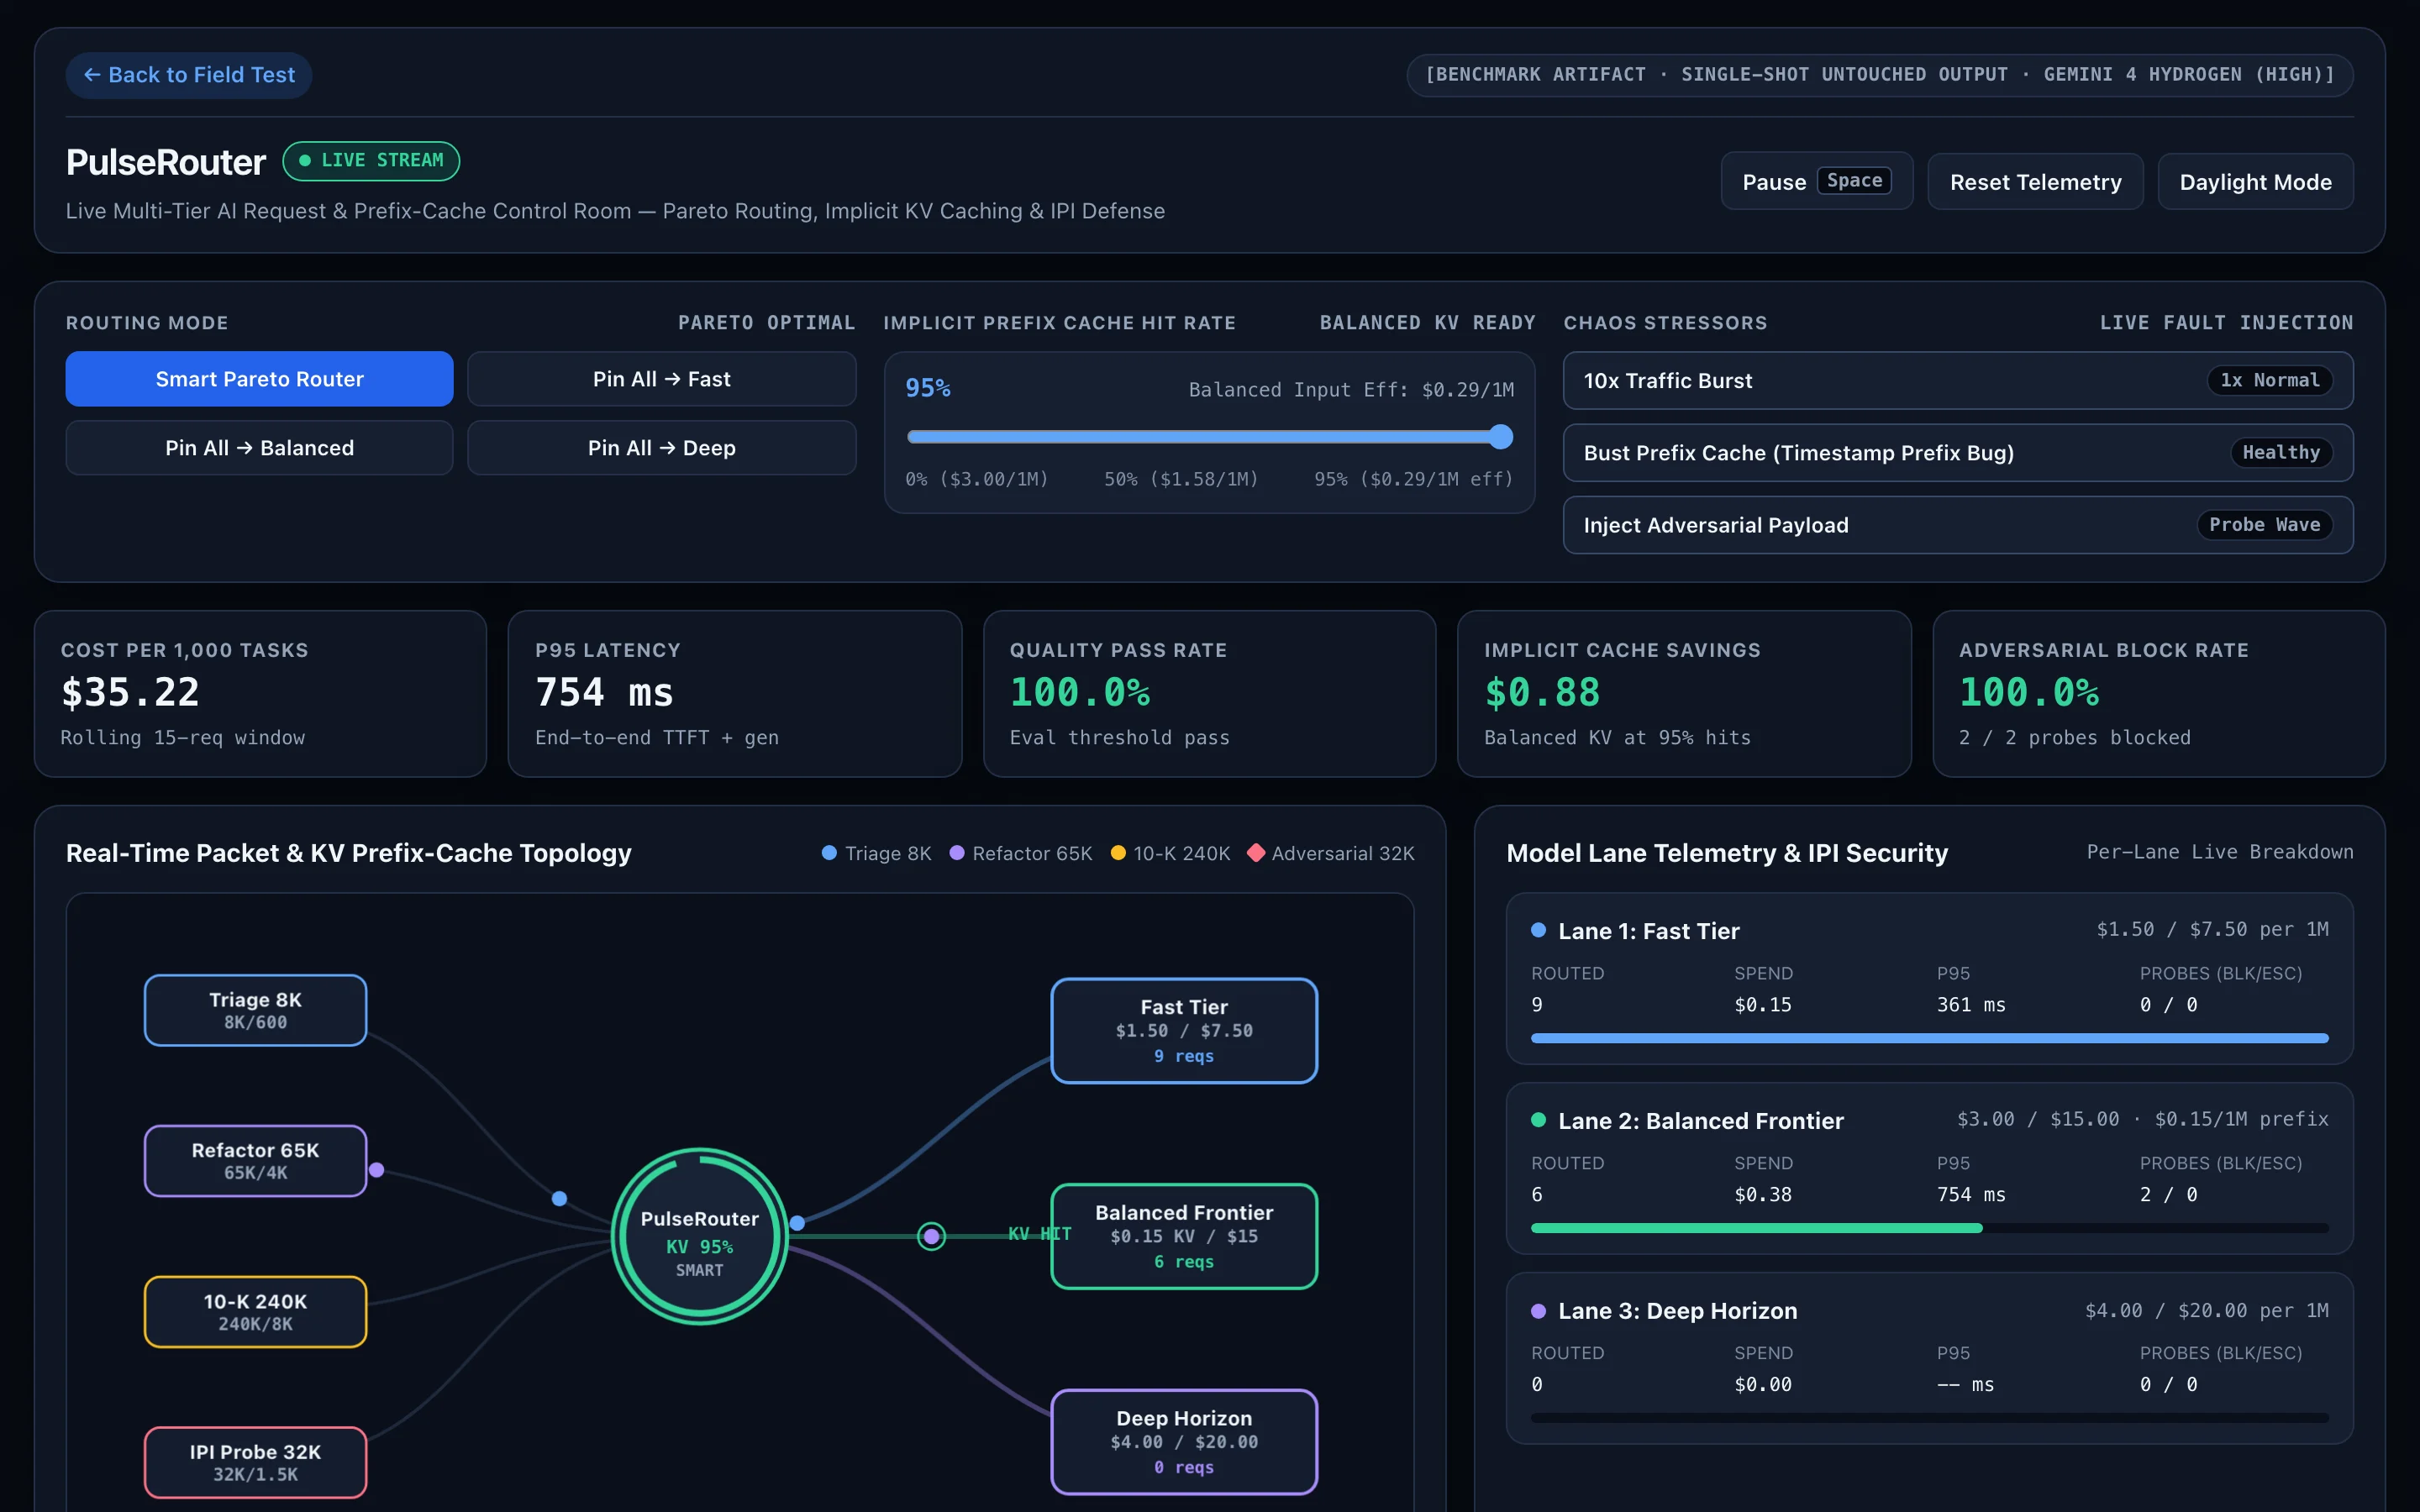 ← Back to Field Test
[BENCHMARK ARTIFACT · SINGLE-SHOT UNTOUCHED OUTPUT · GEMINI 4 HYDROGEN (HIGH)]
PulseRouter
LIVE STREAM
Live Multi-Tier AI Request & Prefix-Cache Control Room — Pareto Routing, Implicit KV Caching & IPI Defense
Pause Space
Reset Telemetry
Daylight Mode
ROUTING MODE
PARETO OPTIMAL
Smart Pareto Router
Pin All → Fast
Pin All → Balanced
Pin All → Deep
IMPLICIT PREFIX CACHE HIT RATE
BALANCED KV READY
95%
Balanced Input Eff: $0.29/1M
0% ($3.00/1M)
50% ($1.58/1M)
95% ($0.29/1M eff)
CHAOS STRESSORS
LIVE FAULT INJECTION
10x Traffic Burst
1x Normal
Bust Prefix Cache (Timestamp Prefix Bug)
Healthy
Inject Adversarial Payload
Probe Wave
COST PER 1,000 TASKS
$35.22
Rolling 15-req window
P95 LATENCY
754 ms
End-to-end TTFT + gen
QUALITY PASS RATE
100.0%
Eval threshold pass
IMPLICIT CACHE SAVINGS
$0.88
Balanced KV at 95% hits
ADVERSARIAL BLOCK RATE
100.0%
2 / 2 probes blocked
Real-Time Packet & KV Prefix-Cache Topology
Triage 8K
Refactor 65K
10-K 240K
Adversarial 32K
Triage 8K
8K/600
Refactor 65K
65K/4K
10-K 240K
240K/8K
IPI Probe 32K
32K/1.5K
PulseRouter
KV 95%
SMART
KV HIT
Fast Tier
$1.50 / $7.50
9 reqs
Balanced Frontier
$0.15 KV / $15
6 reqs
Deep Horizon
$4.00 / $20.00
0 reqs
Model Lane Telemetry & IPI Security
Per-Lane Live Breakdown
Lane 1: Fast Tier
$1.50 / $7.50 per 1M
ROUTED SPEND P95 PROBES (BLK/ESC)
9 $0.15 361 ms 0 / 0
Lane 2: Balanced Frontier
$3.00 / $15.00 · $0.15/1M prefix
ROUTED SPEND P95 PROBES (BLK/ESC)
6 $0.38 754 ms 2 / 0
Lane 3: Deep Horizon
$4.00 / $20.00 per 1M
ROUTED SPEND P95 PROBES (BLK/ESC)
0 $0.00 -- ms 0 / 0